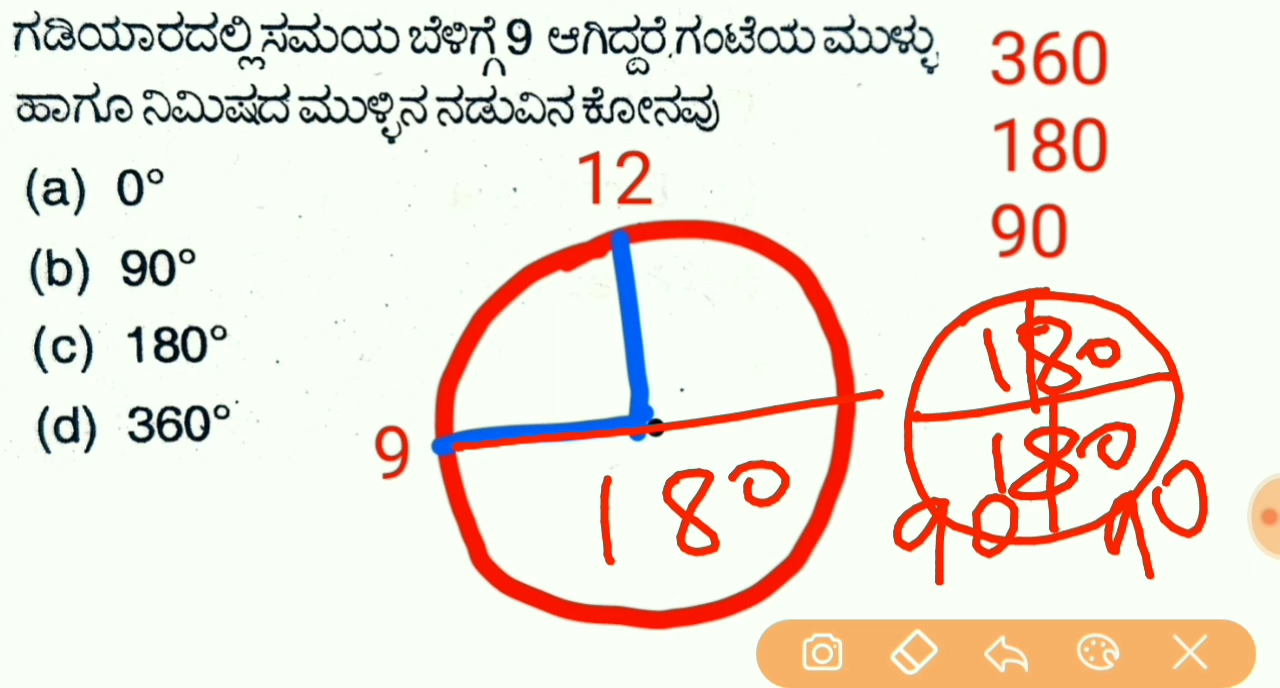 ಗಡಿಯಾರದಲ್ಲಿ ಸಮಯ ಬೆಳಿಗ್ಗೆ 9 ಆಗಿದ್ದರೆ, ಗಂಟೆಯ ಮುಳ್ಳು
ಹಾಗೂ ನಿಮಿಷದ ಮುಳ್ಳಿನ ನಡುವಿನ ಕೋನವು
(a) 0°
(b) 90°
(c) 180°
(d) 360°
12
9
180
360
180
90
180
180
90 90